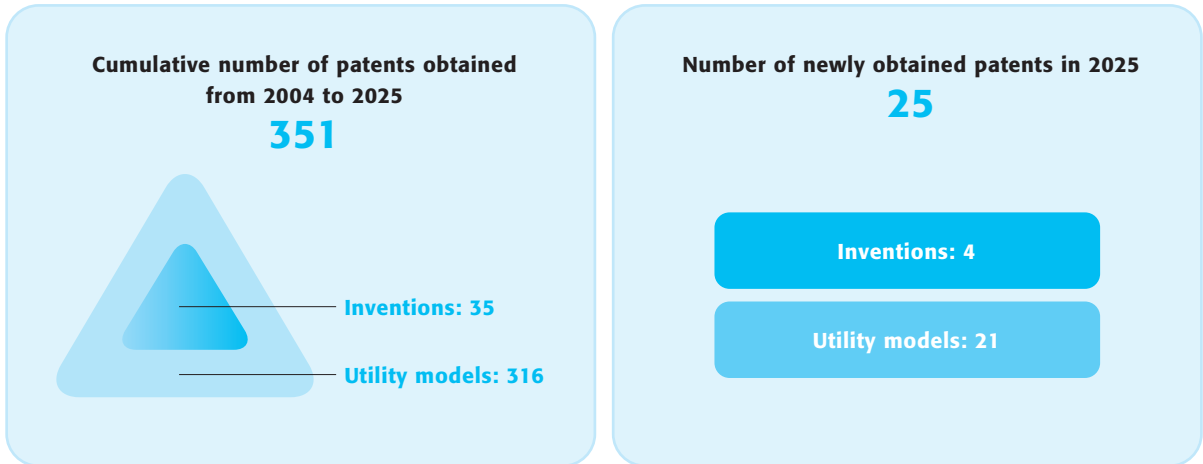 Cumulative number of patents obtained
from 2004 to 2025
351
Inventions: 35
Utility models: 316
Number of newly obtained patents in 2025
25
Inventions: 4
Utility models: 21